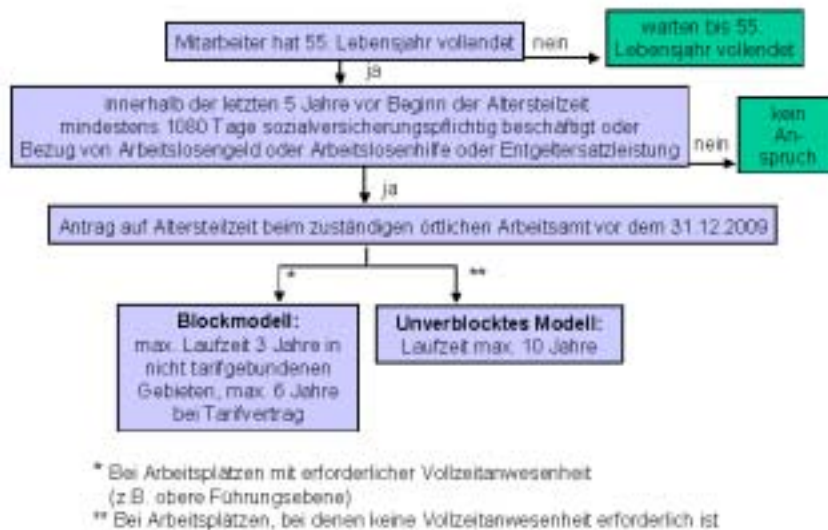 Mitarbeiter hat 55. Lebensjahr vollendet
nein
warten bis 55.
Lebensjahr vollendet
ja
innerhalb der letzten 5 Jahre vor Beginn der Altersteilzeit
mindestens 1080 Tage sozialversicherungspflichtig beschäftigt oder
Bezug von Arbeitslosengeld oder Arbeitslosenhilfe oder Entgeltersatzleistung
nein
kein
An-
spruch
ja
Antrag auf Altersteilzeit beim zuständigen örtlichen Arbeitsamt vor dem 31.12.2009
*
**
Blockmodell:
max. Laufzeit 3 Jahre in
nicht tarifgebundenen
Gebieten, max. 6 Jahre
bei Tarifvertrag
Unverblocktes Modell:
Laufzeit max. 10 Jahre
* Bei Arbeitsplätzen mit erforderlicher Vollzeitanwesenheit
(z.B. obere Führungsebene)
** Bei Arbeitsplätzen, bei denen keine Vollzeitanwesenheit erforderlich ist